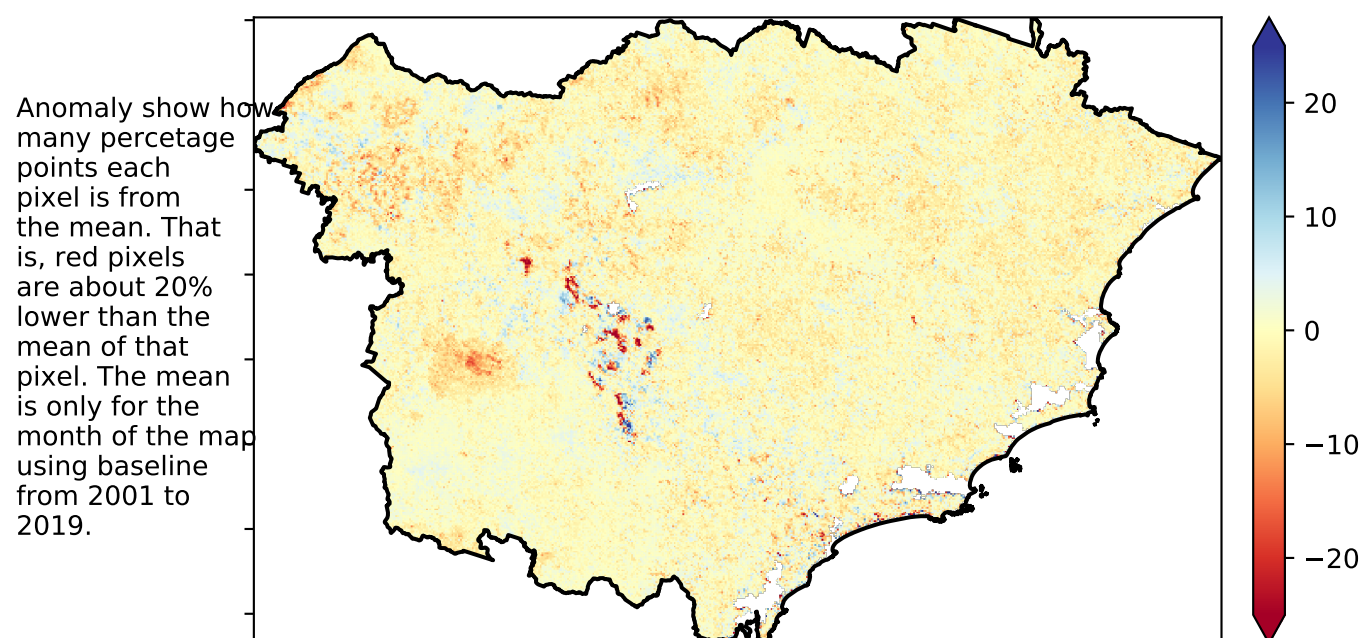 Anomaly show how
many percetage
points each
pixel is from
the mean. That
is, red pixels
are about 20%
lower than the
mean of that
pixel. The mean
is only for the
month of the map
using baseline
from 2001 to
2019.
20
10
0
−10
−20